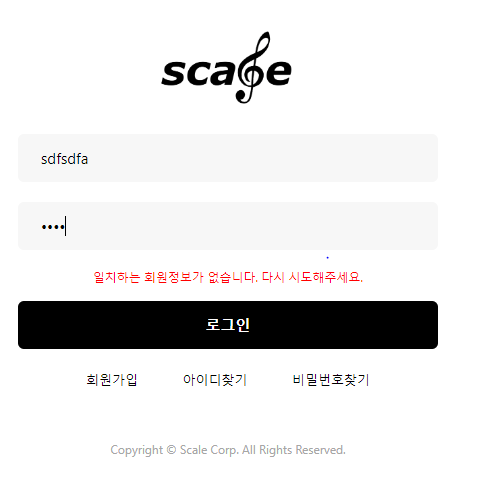 scale
sdfsdfa
••••
일치하는 회원정보가 없습니다. 다시 시도해주세요.
로그인
회원가입 아이디찾기 비밀번호찾기
Copyright © Scale Corp. All Rights Reserved.